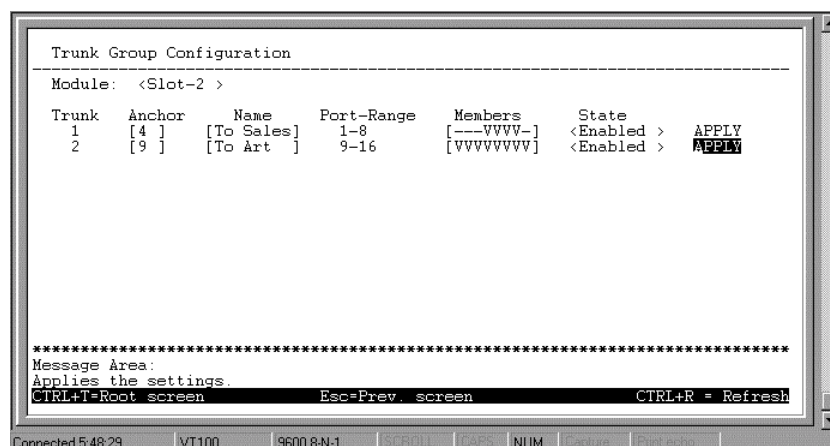 Trunk Group Configuration
Module: <Slot-2 >
Trunk Anchor Name Port-Range Members State
1 [4 ] [To Sales] 1-8 [---VVVV-] <Enabled > APPLY
2 [9 ] [To Art ] 9-16 [VVVVVVVV] <Enabled > APPLY
*****************************************************************************
Message Area:
Applies the settings.
CTRL+T=Root screen Esc=Prev. screen CTRL+R = Refresh
Connected 5:48:29 VT100 9600 8-N-1 SCROLL CAPS NUM Capture Print echo